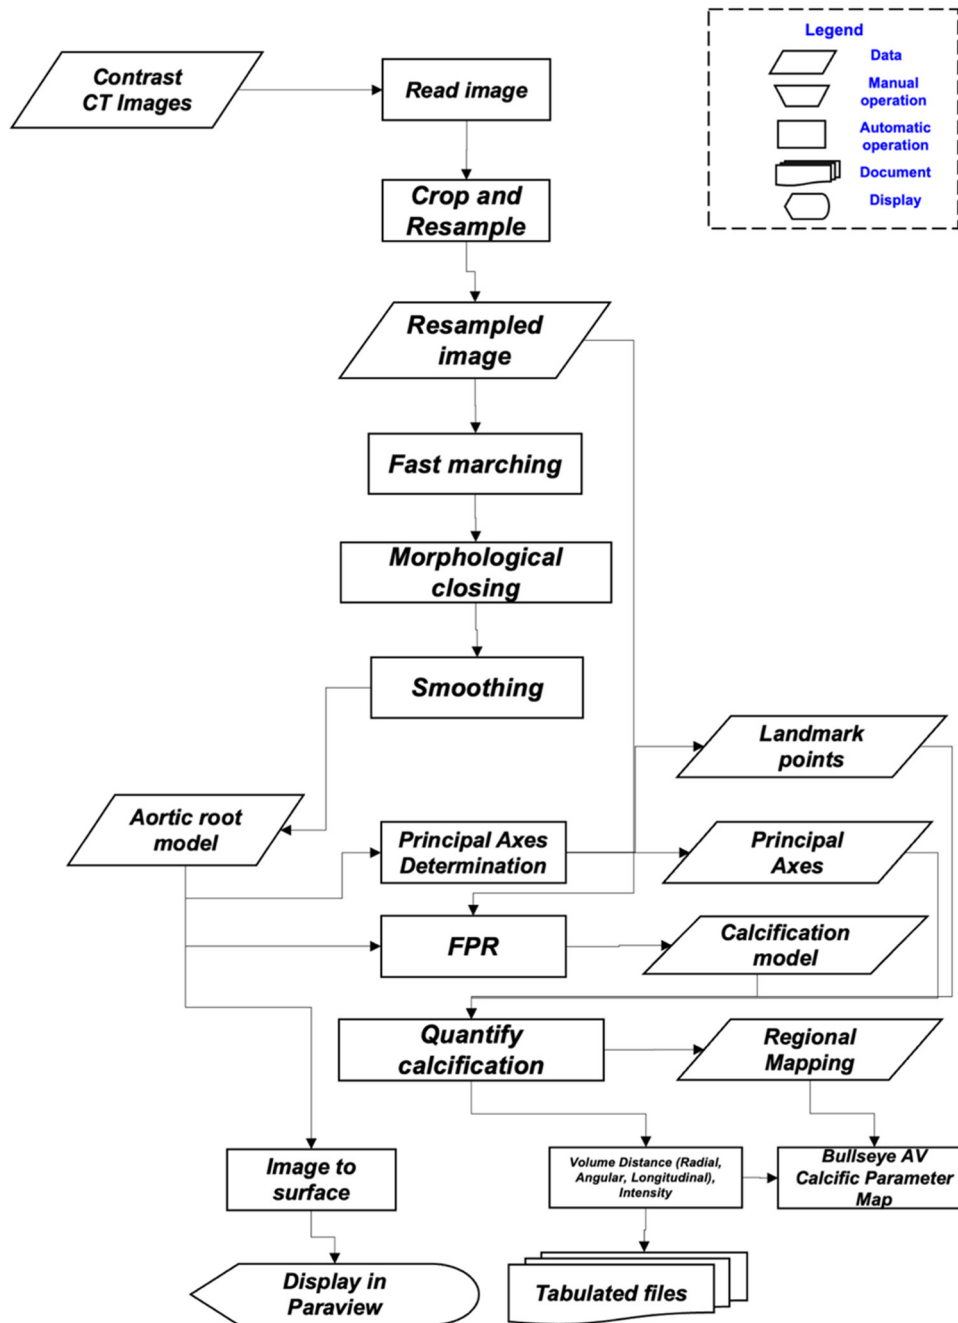 Legend
Data
Manual
operation
Automatic
operation
Document
Display
Contrast
CT Images
Read image
Crop and
Resample
Resampled
image
Fast marching
Morphological
closing
Smoothing
Landmark
points
Aortic root
model
Principal Axes
Determination
Principal
Axes
FPR
Calcification
model
Quantify
calcification
Regional
Mapping
Image to
surface
Volume Distance (Radial,
Angular, Longitudinal),
Intensity
Bullseye AV
Calcific Parameter
Map
Display in
Paraview
Tabulated files